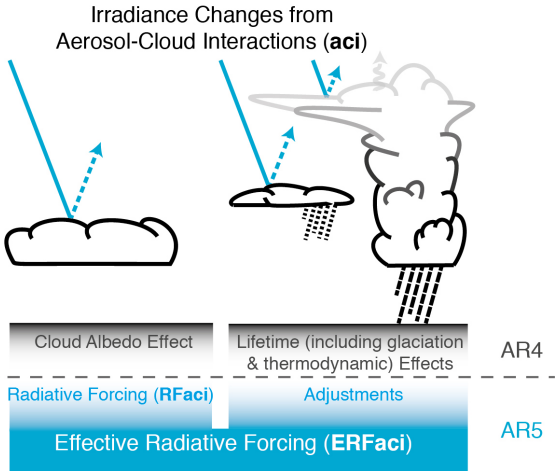 Irradiance Changes from
Aerosol-Cloud Interactions (aci)
Cloud Albedo Effect
Lifetime (including glaciation
& thermodynamic) Effects
AR4
Radiative Forcing (RFaci)
Adjustments
AR5
Effective Radiative Forcing (ERFaci)